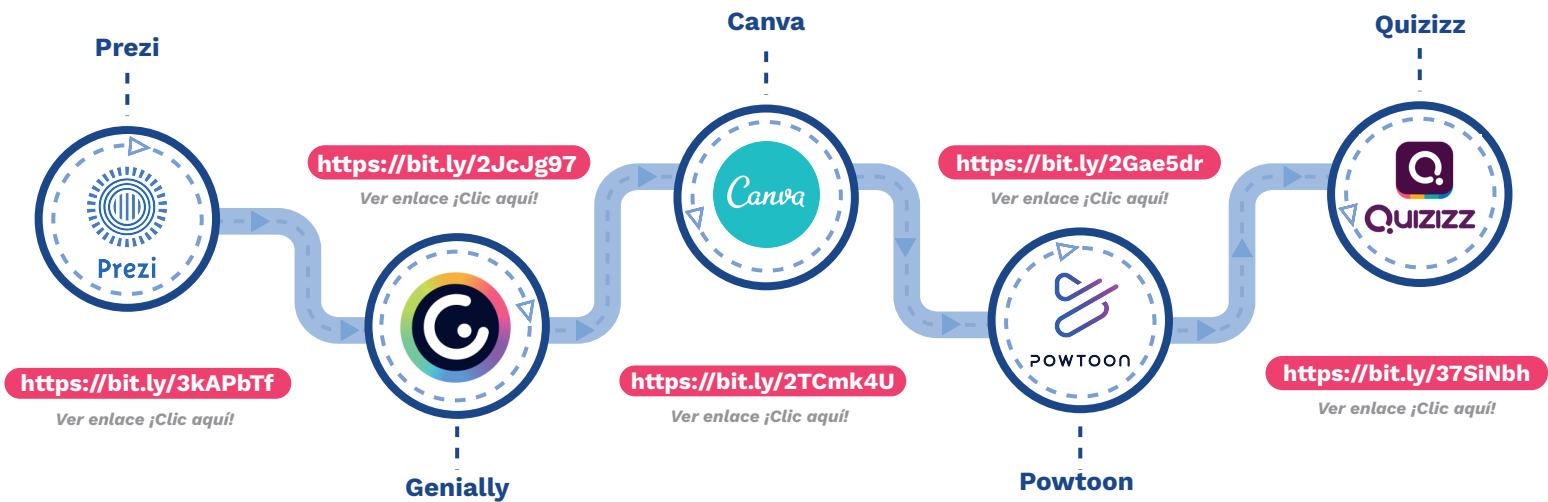 Prezi
Prezi
https://bit.ly/3kAPbTf
Ver enlace ¡Clic aquí!
https://bit.ly/2JcJg97
Ver enlace ¡Clic aquí!
Genially
Canva
Canva
https://bit.ly/2TCmk4U
Ver enlace ¡Clic aquí!
https://bit.ly/2Gae5dr
Ver enlace ¡Clic aquí!
POWTOON
Powtoon
Quizizz
QUIZIZZ
https://bit.ly/37SiNbh
Ver enlace ¡Clic aquí!